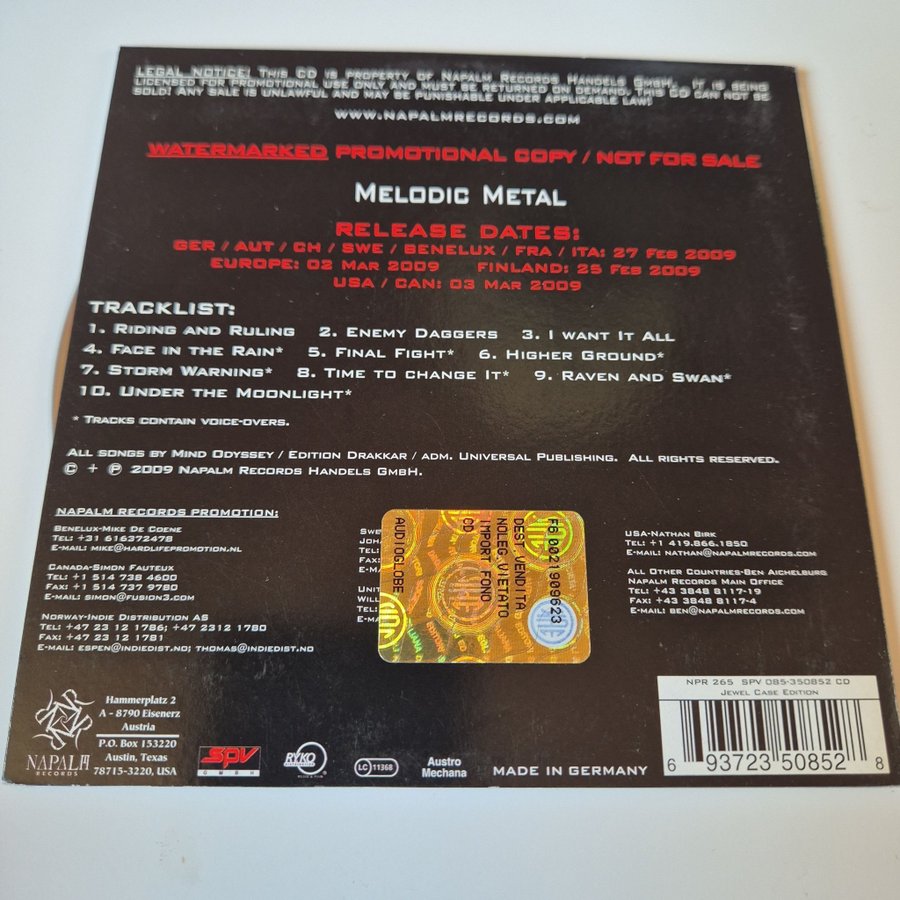 LEGAL NOTICE! THIS CD IS PROPERTY OF NAPALM RECORDS HANDELS GMBH. IT IS BEING
LICENSED FOR PROMOTIONAL USE ONLY AND MUST BE RETURNED ON DEMAND. THIS CD CAN NOT BE
SOLD! ANY SALE IS UNLAWFUL AND MAY BE PUNISHABLE UNDER APPLICABLE LAW!
WWW.NAPALMRECORDS.COM
WATERMARKED PROMOTIONAL COPY / NOT FOR SALE
MELODIC METAL
RELEASE DATES:
GER / AUT / CH / SWE / BENELUX / FRA / ITA: 27 FEB 2009
EUROPE: 02 MAR 2009 FINLAND: 25 FEB 2009
USA / CAN: 03 MAR 2009
TRACKLIST:
1. RIDING AND RULING 2. ENEMY DAGGERS 3. I WANT IT ALL
4. FACE IN THE RAIN* 5. FINAL FIGHT* 6. HIGHER GROUND*
7. STORM WARNING* 8. TIME TO CHANGE IT* 9. RAVEN AND SWAN*
10. UNDER THE MOONLIGHT*
* TRACKS CONTAIN VOICE-OVERS.
ALL SONGS BY MIND ODYSSEY / EDITION DRAKKAR / ADM. UNIVERSAL PUBLISHING. ALL RIGHTS RESERVED.
© + ℗ 2009 NAPALM RECORDS HANDELS GMBH.
NAPALM RECORDS PROMOTION:
BENELUX-MIKE DE COENE
TEL: +31 616372478
E-MAIL: MIKE@HARDLIFEPROMOTION.NL
CANADA-SIMON FAUTEUX
TEL: +1 514 738 4600
FAX: +1 514 737 9780
E-MAIL: SIMON@FUSION3.COM
NORWAY-INDIE DISTRIBUTION AS
TEL: +47 23 12 1786; +47 2312 1780
FAX: +47 23 12 1781
E-MAIL: ESPEN@INDIEDIST.NO; THOMAS@INDIEDIST.NO
SWE
JOHA
TEL: +
FAX: +
E-MA
UNIT
WILL
TEL: +
FAX: +
E-MA
FG 0021909623
DEST. VENDITA
NOLEG. VIETATO
IMPORT FONO
CD
AUDIOGLOBE
SIAE
USA-NATHAN BIRK
TEL: +1 419.866.1850
E-MAIL: NATHAN@NAPALMRECORDS.COM
ALL OTHER COUNTRIES-BEN AICHELBURG
NAPALM RECORDS MAIN OFFICE
TEL: +43 3848 8117-19
FAX: +43 3848 8117-4
E-MAIL: BEN@NAPALMRECORDS.COM
NAPALM
RECORDS
Hammerplatz 2
A - 8790 Eisenerz
Austria
P.O. Box 153220
Austin, Texas
78715-3220, USA
SPV
GMBH
RYKO
LC 11368
Austro
Mechana
MADE IN GERMANY
NPR 265 SPV 085-350852 CD
JEWEL CASE EDITION
6 93723 50852 8